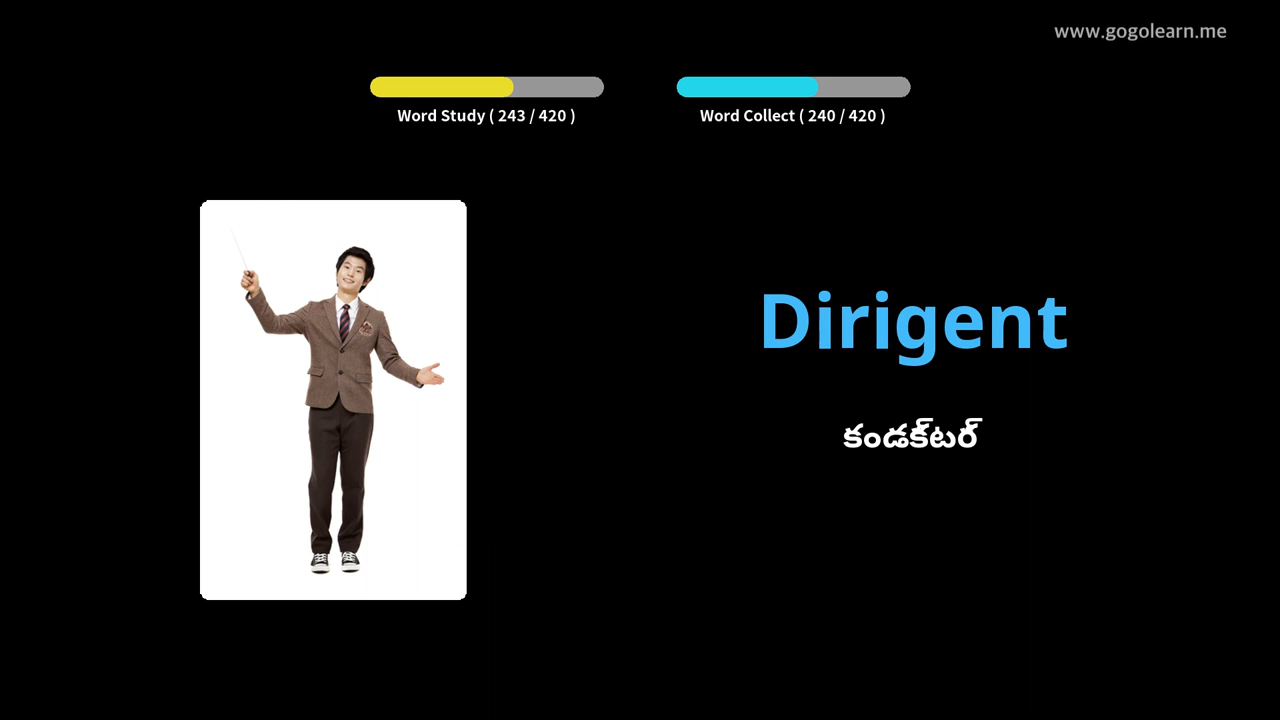 www.gogolearn.me
Word Study ( 243 / 420 )
Word Collect ( 240 / 420 )
Dirigent
కండక్‌టర్